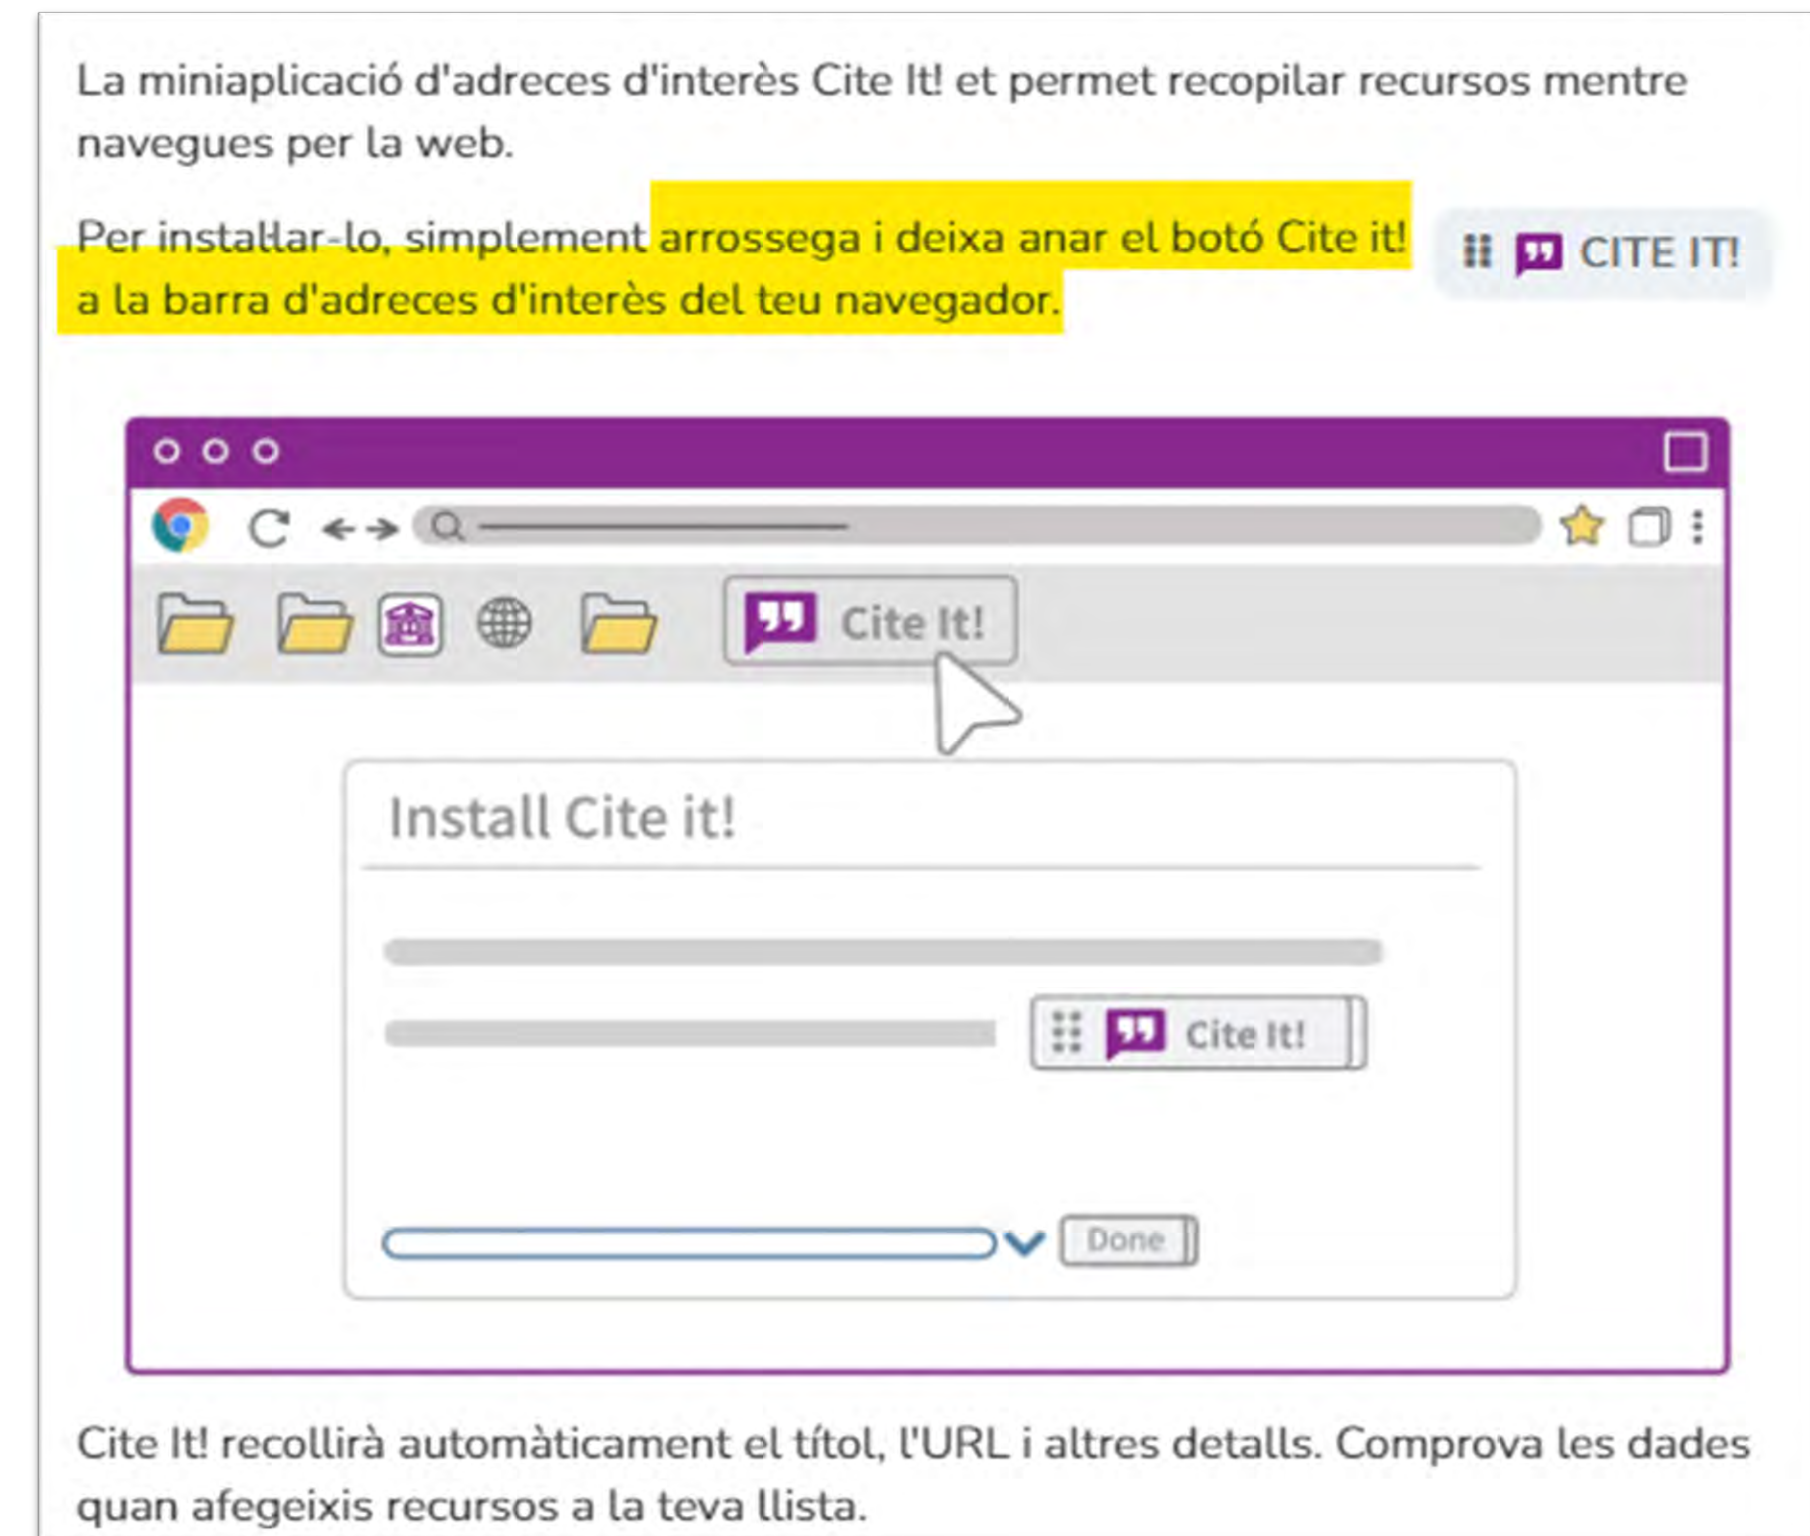 La miniaplicació d'adreces d'interès Cite It! et permet recopilar recursos mentre
navegues per la web.
Per instal·lar-lo, simplement arrossega i deixa anar el botó Cite it!
a la barra d'adreces d'interès del teu navegador.
CITE IT!
Cite It!
Install Cite it!
Cite It!
Done
Cite It! recollirà automàticament el títol, l'URL i altres detalls. Comprova les dades
quan afegeixis recursos a la teva llista.